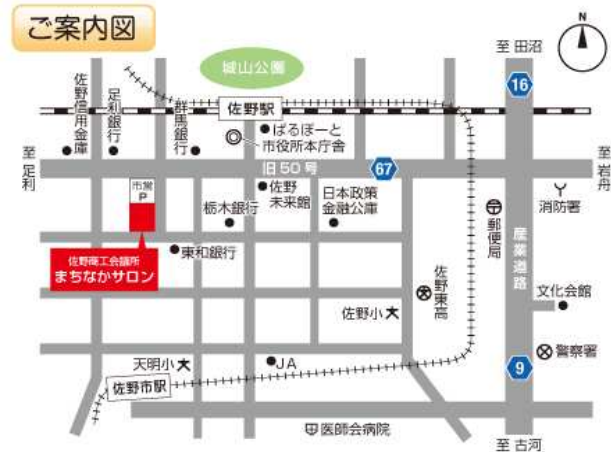 ご案内図
N
至 田沼
城山公園
16
佐野信用金庫
足利銀行
群馬銀行
佐野駅
ぱるぽーと
市役所本庁舎
至 足利
旧50号
67
至 岩舟
市営
P
佐野
未来館
日本政策
金融公庫
栃木銀行
消防署
郵便局
産業道路
佐野商工会議所
まちなかサロン
東和銀行
佐野東高
文化会館
佐野小
警察署
天明小
JA
9
佐野市駅
医師会病院
至 古河